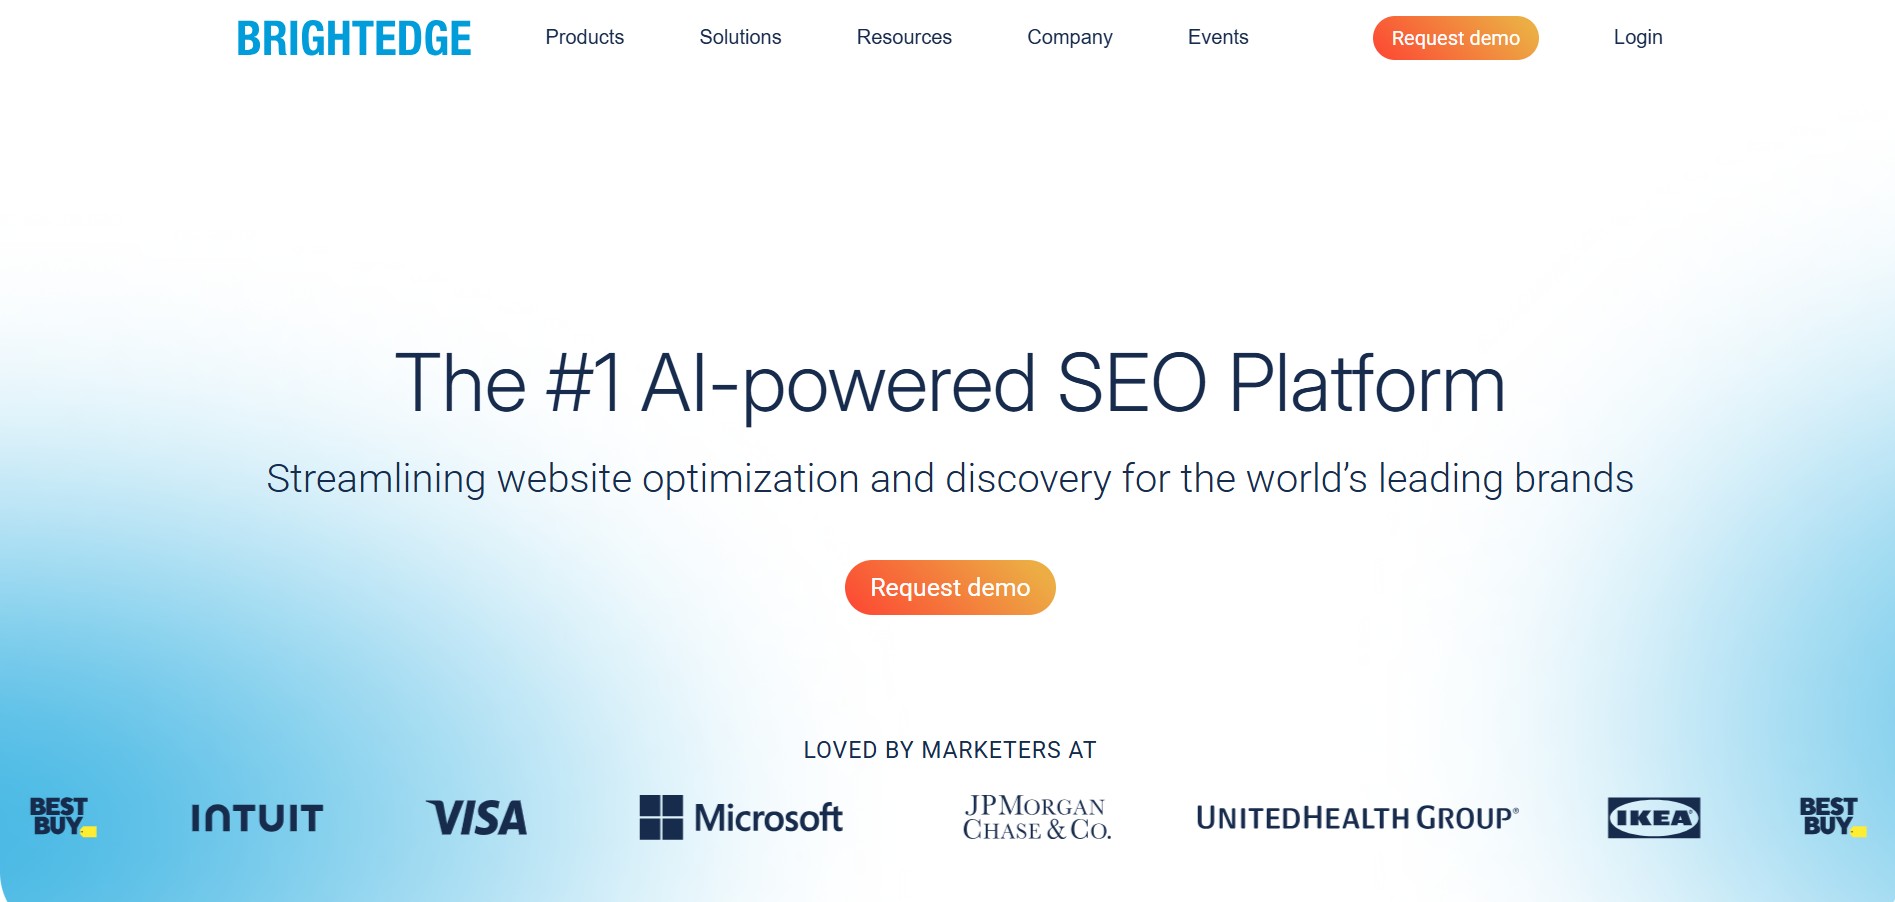 BRIGHTEDGE Products Solutions Resources Company Events Request demo Login
The #1 AI-powered SEO Platform
Streamlining website optimization and discovery for the world’s leading brands
Request demo
LOVED BY MARKETERS AT
BEST BUY INTUIT VISA Microsoft JPMORGAN CHASE & CO. UNITEDHEALTH GROUP® IKEA® BEST BUY